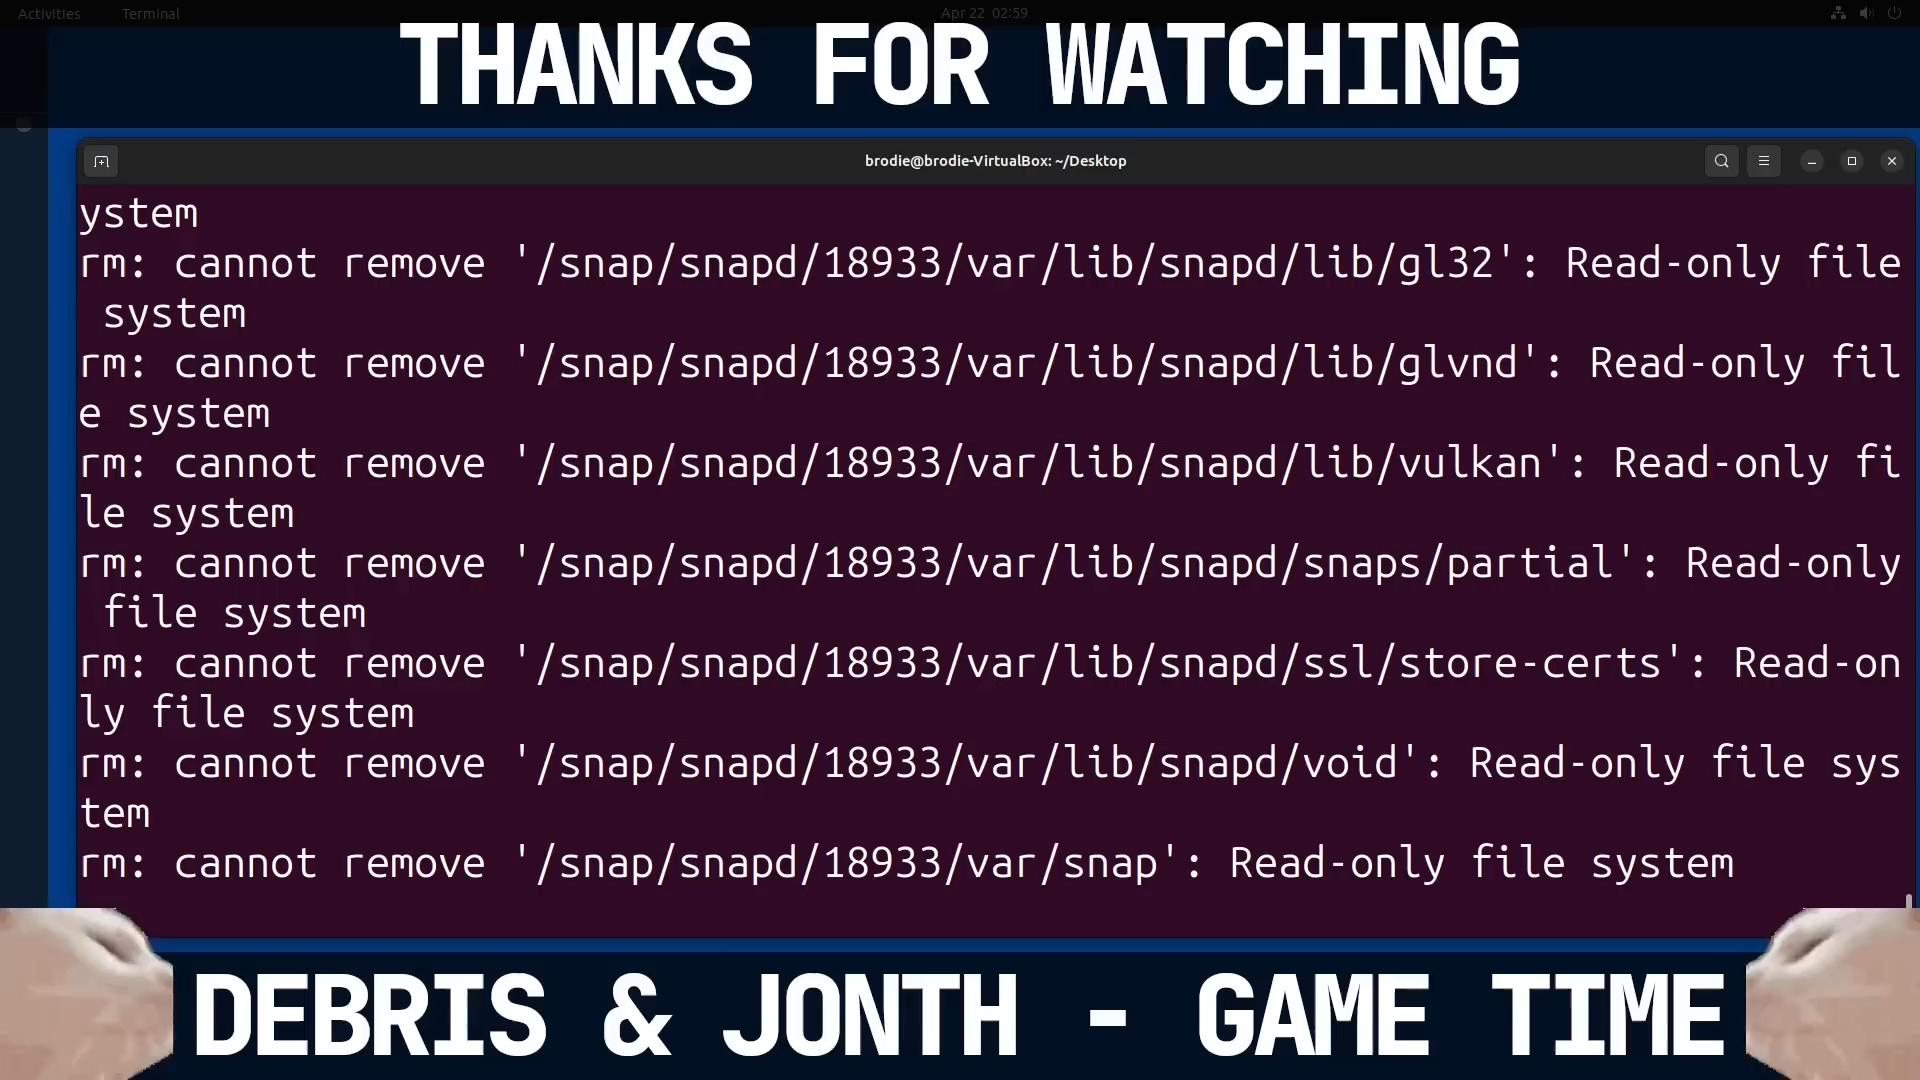 Activities Terminal Apr 22 02:59
THANKS FOR WATCHING
brodie@brodie-VirtualBox: ~/Desktop
ystem
rm: cannot remove '/snap/snapd/18933/var/lib/snapd/lib/gl32': Read-only file
 system
rm: cannot remove '/snap/snapd/18933/var/lib/snapd/lib/glvnd': Read-only fil
e system
rm: cannot remove '/snap/snapd/18933/var/lib/snapd/lib/vulkan': Read-only fi
le system
rm: cannot remove '/snap/snapd/18933/var/lib/snapd/snaps/partial': Read-only
 file system
rm: cannot remove '/snap/snapd/18933/var/lib/snapd/ssl/store-certs': Read-on
ly file system
rm: cannot remove '/snap/snapd/18933/var/lib/snapd/void': Read-only file sys
tem
rm: cannot remove '/snap/snapd/18933/var/snap': Read-only file system
DEBRIS & JONTH - GAME TIME